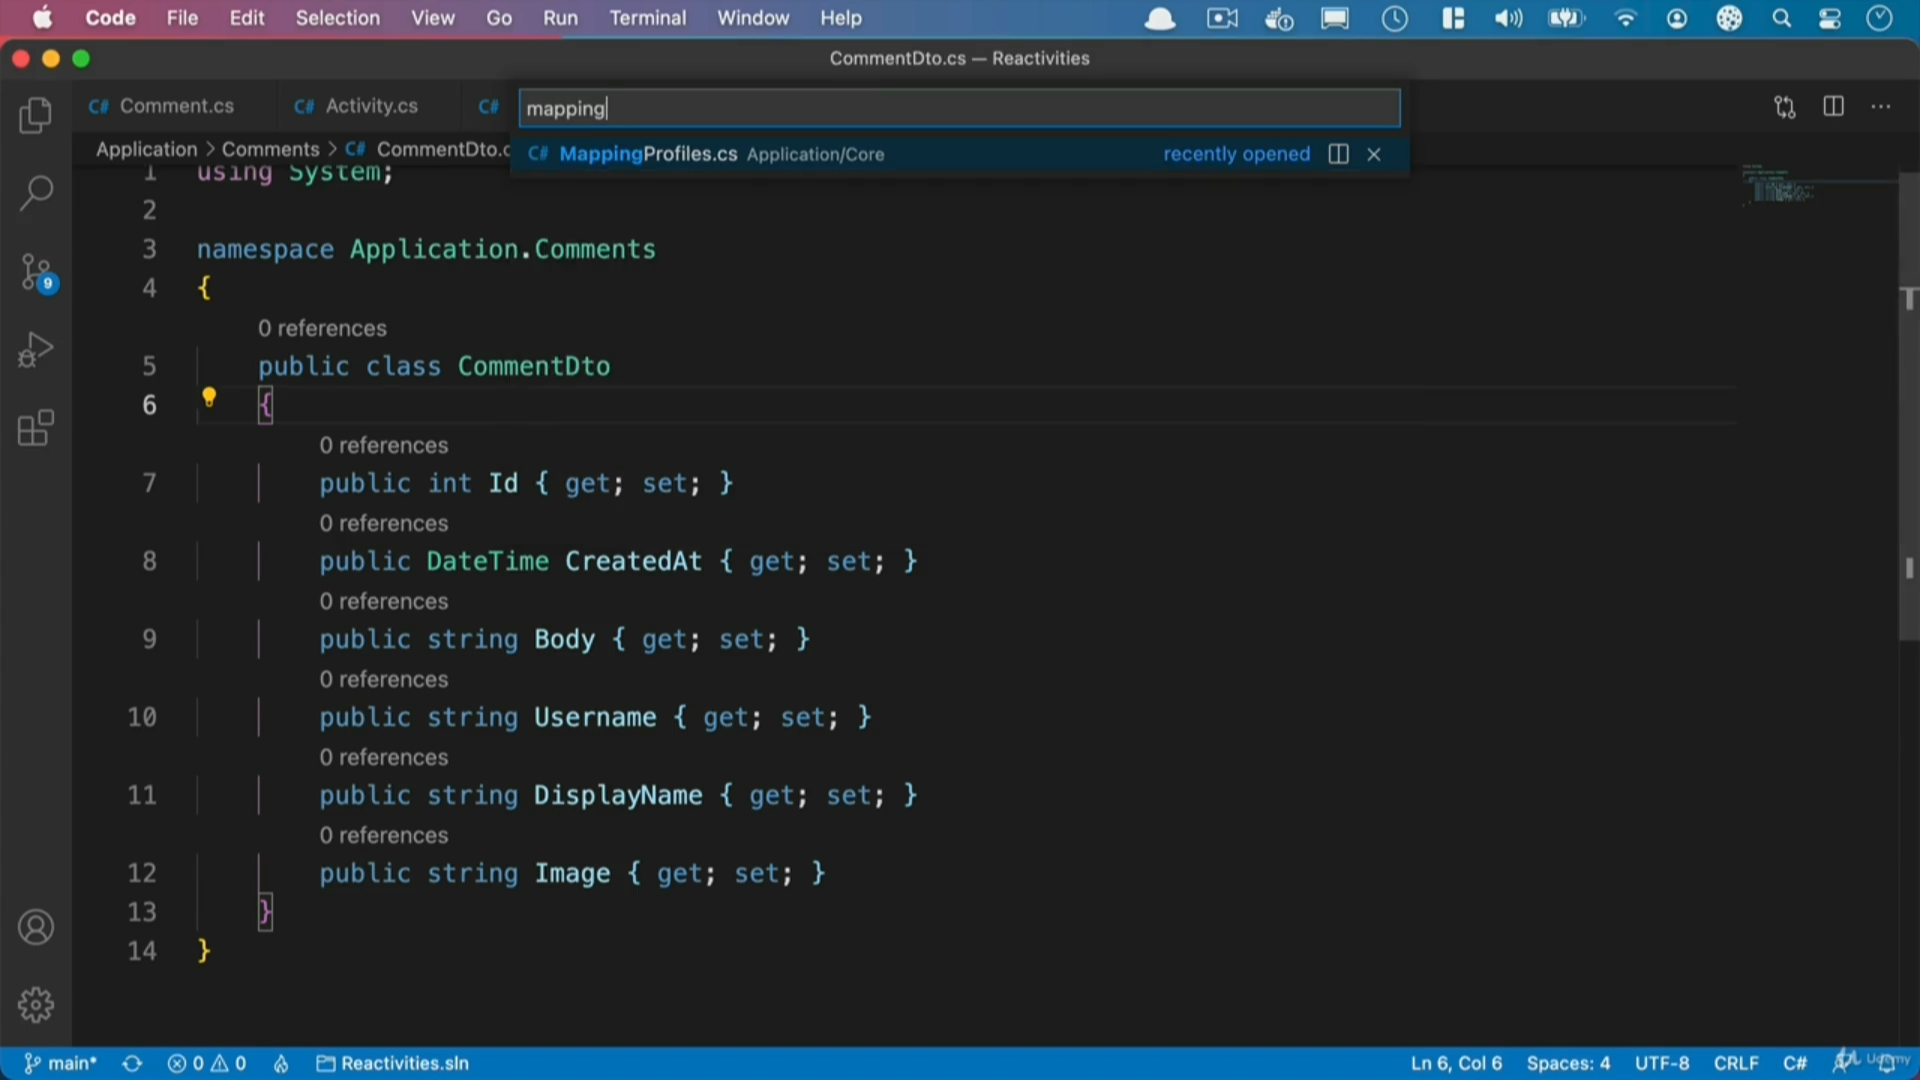 Code File Edit Selection View Go Run Terminal Window Help
CommentDto.cs — Reactivities
C# Comment.cs C# Activity.cs C#
mapping
Application > Comments > C# CommentDto.c
C# MappingProfiles.cs Application/Core recently opened
1 using System;
2
3 namespace Application.Comments
4 {
0 references
5 public class CommentDto
6 {
0 references
7 public int Id { get; set; }
0 references
8 public DateTime CreatedAt { get; set; }
0 references
9 public string Body { get; set; }
0 references
10 public string Username { get; set; }
0 references
11 public string DisplayName { get; set; }
0 references
12 public string Image { get; set; }
13 }
14 }
9
main* 0 0 Reactivities.sln Ln 6, Col 6 Spaces: 4 UTF-8 CRLF C# Udemy